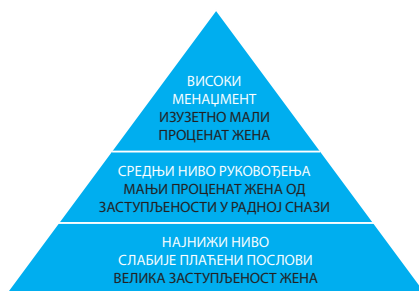 ВИСОКИ
МЕНАЏМЕНТ
ИЗУЗЕТНО МАЛИ
ПРОЦЕНАТ ЖЕНА
СРЕДЊИ НИВО РУКОВОЂЕЊА
МАЊИ ПРОЦЕНАТ ЖЕНА ОД
ЗАСТУПЉЕНОСТИ У РАДНОЈ СНАЗИ
НАЈНИЖИ НИВО
СЛАБИЈЕ ПЛАЋЕНИ ПОСЛОВИ
ВЕЛИКА ЗАСТУПЉЕНОСТ ЖЕНА